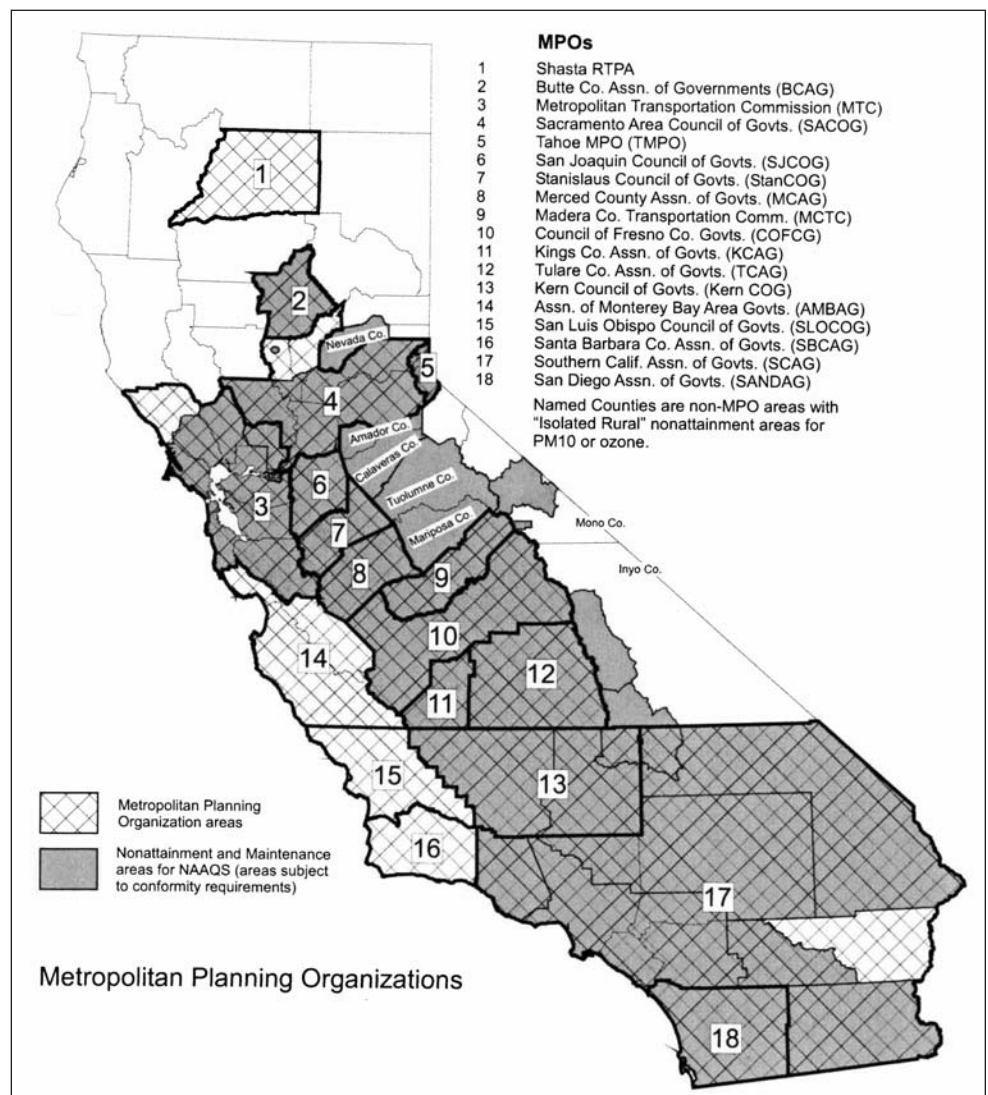 MPOs
1 Shasta RTPA
2 Butte Co. Assn. of Governments (BCAG)
3 Metropolitan Transportation Commission (MTC)
4 Sacramento Area Council of Govts. (SACOG)
5 Tahoe MPO (TMPO)
6 San Joaquin Council of Govts. (SJCOG)
7 Stanislaus Council of Govts. (StanCOG)
8 Merced County Assn. of Govts. (MCAG)
9 Madera Co. Transportation Comm. (MCTC)
10 Council of Fresno Co. Govts. (COFCG)
11 Kings Co. Assn. of Govts. (KCAG)
12 Tulare Co. Assn. of Govts. (TCAG)
13 Kern Council of Govts. (Kern COG)
14 Assn. of Monterey Bay Area Govts. (AMBAG)
15 San Luis Obispo Council of Govts. (SLOCOG)
16 Santa Barbara Co. Assn. of Govts. (SBCAG)
17 Southern Calif. Assn. of Govts. (SCAG)
18 San Diego Assn. of Govts. (SANDAG)
Named Counties are non-MPO areas with
"Isolated Rural" nonattainment areas for
PM10 or ozone.
1
2
Nevada Co.
5
4
Amador Co.
Calaveras Co.
6
Tuolumne Co.
3
7
Mariposa Co.
Mono Co.
8
9
Inyo Co.
10
14
12
11
15
13
16
17
18
Metropolitan Planning
Organization areas
Nonattainment and Maintenance
areas for NAAQS (areas subject
to conformity requirements)
Metropolitan Planning Organizations